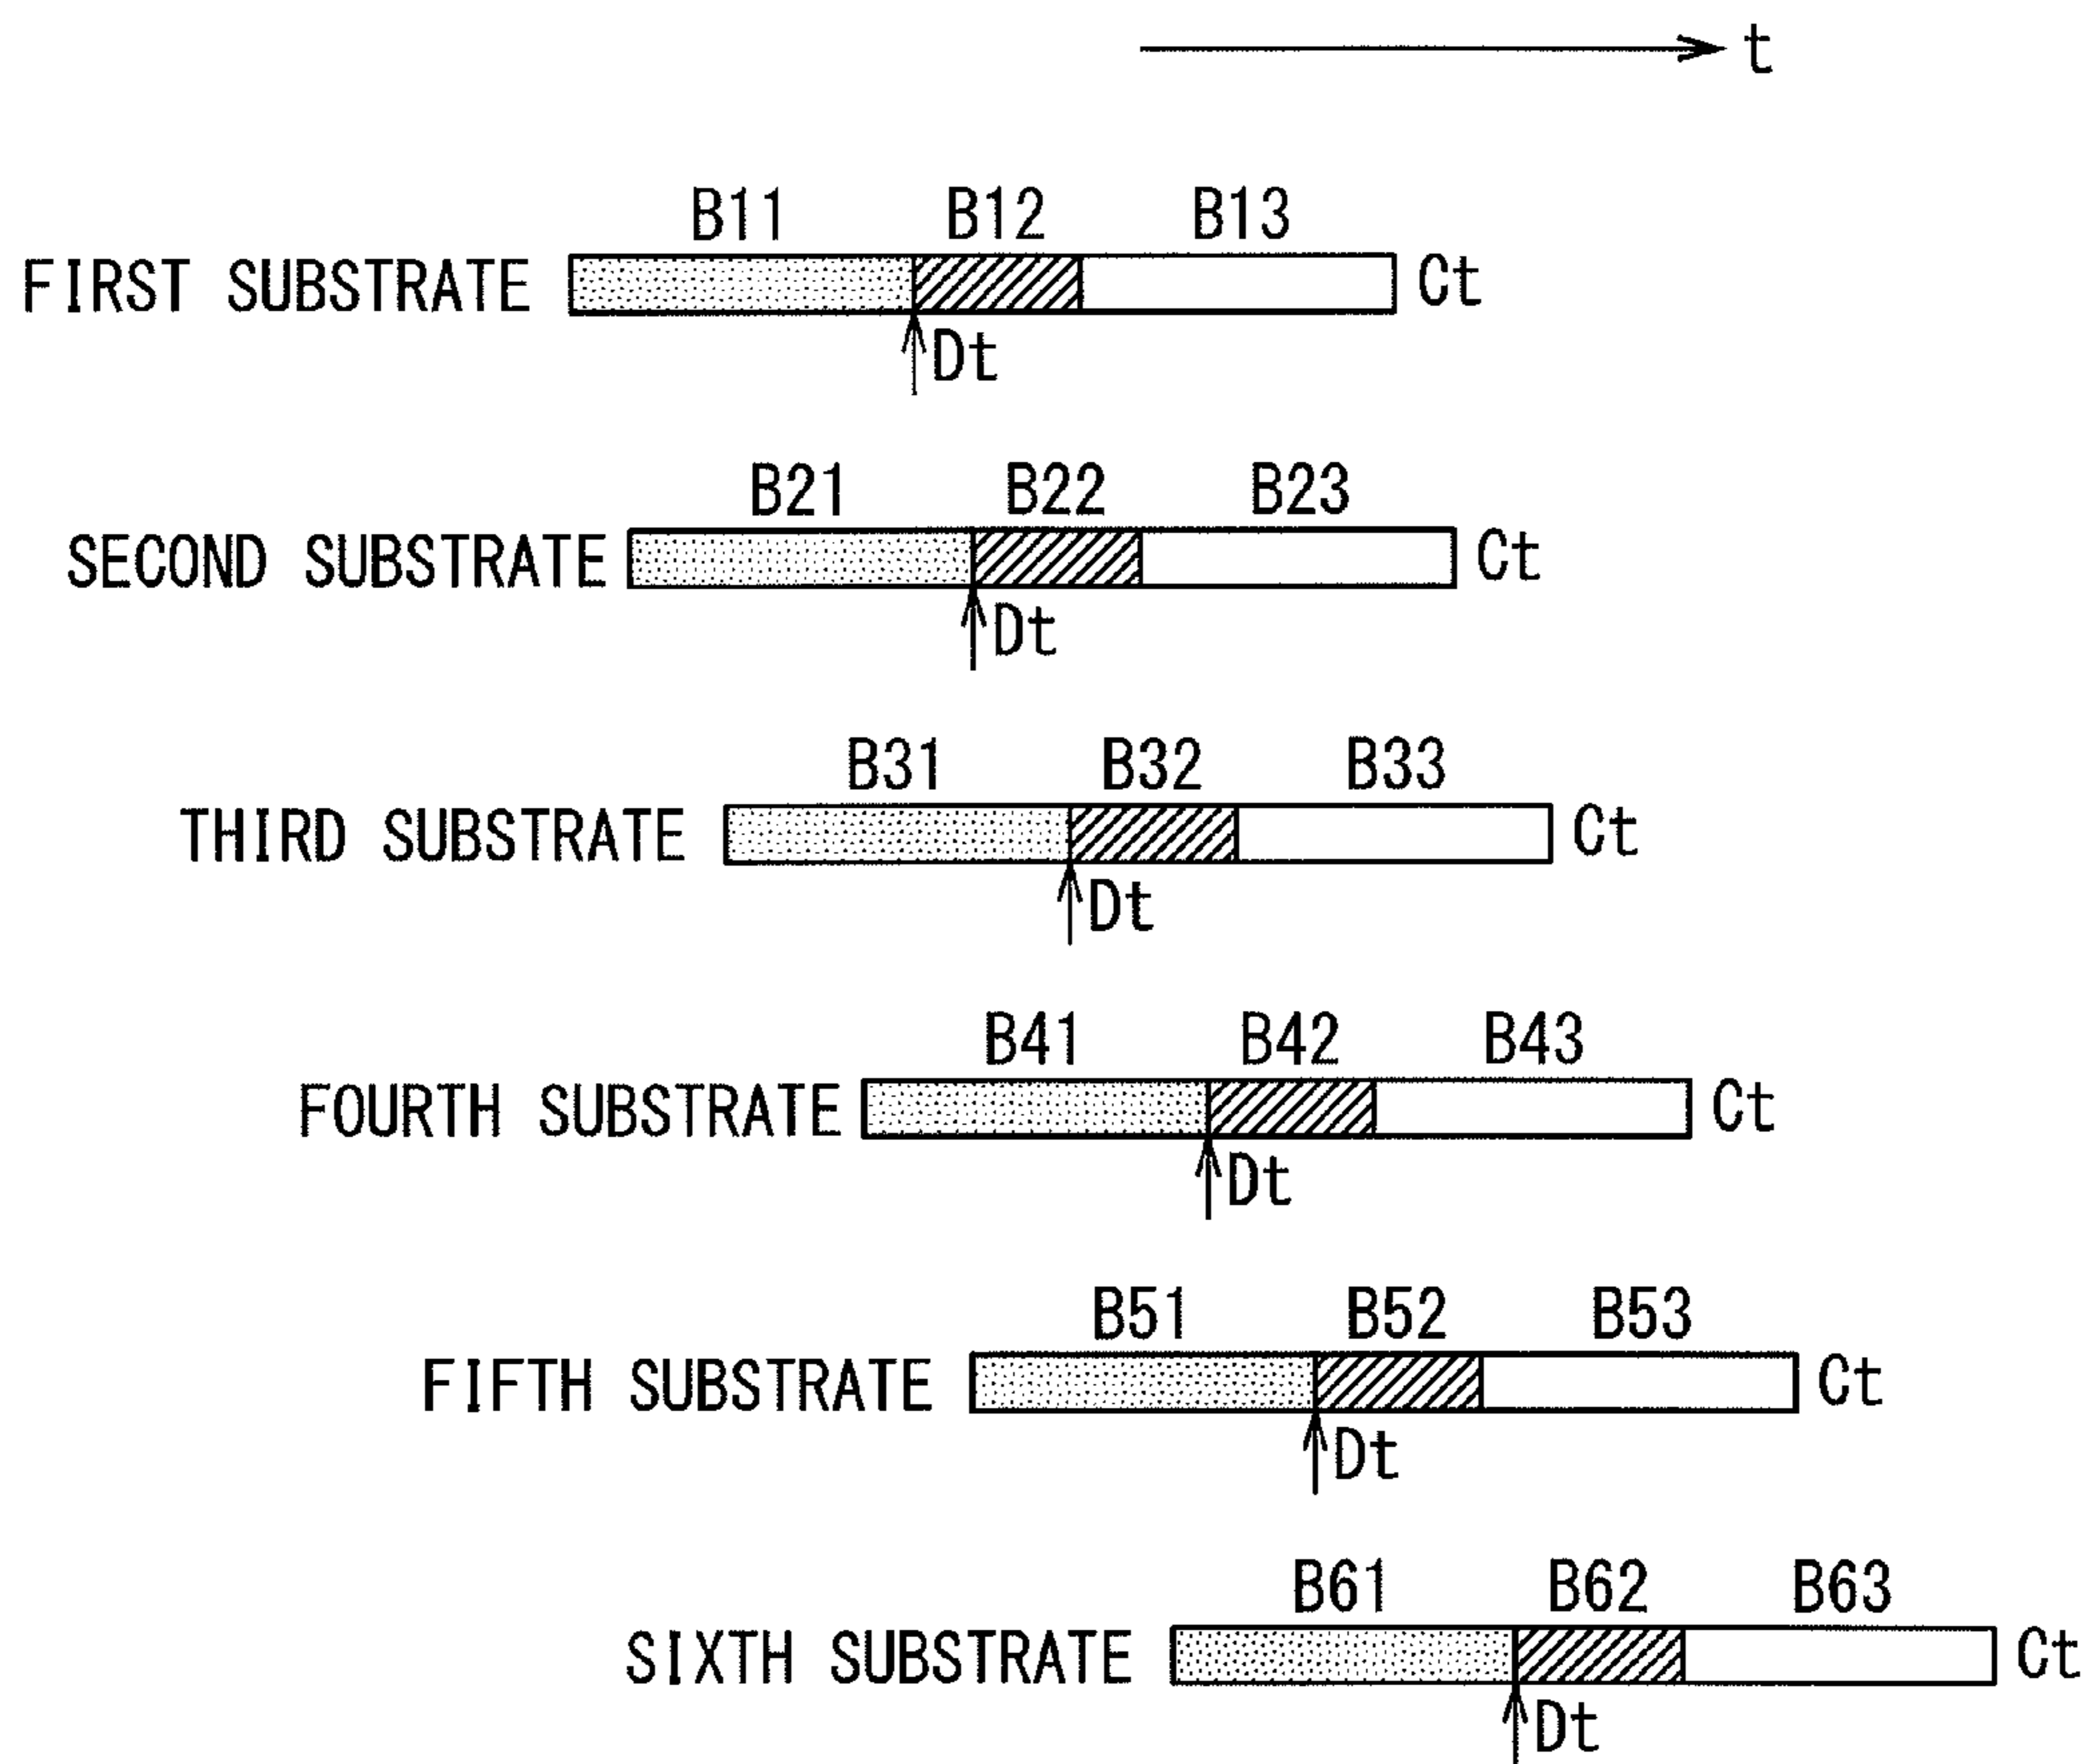 t
B11 B12 B13
FIRST SUBSTRATE Ct
Dt
B21 B22 B23
SECOND SUBSTRATE Ct
Dt
B31 B32 B33
THIRD SUBSTRATE Ct
Dt
B41 B42 B43
FOURTH SUBSTRATE Ct
Dt
B51 B52 B53
FIFTH SUBSTRATE Ct
Dt
B61 B62 B63
SIXTH SUBSTRATE Ct
Dt